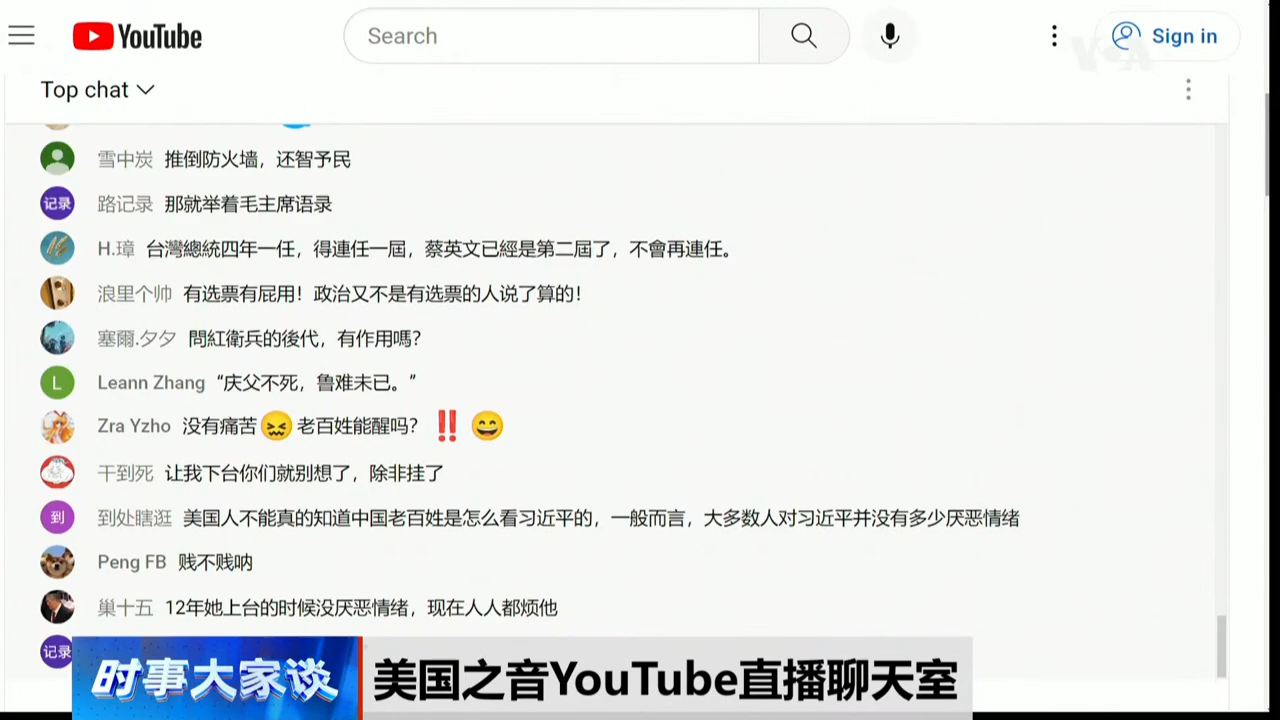 YouTube
Search
Sign in
VOA
Top chat
雪中炭 推倒防火墙，还智予民
记录 路记录 那就举着毛主席语录
H.璋 台灣總統四年一任，得連任一屆，蔡英文已經是第二屆了，不會再連任。
浪里个帅 有选票有屁用！政治又不是有选票的人说了算的！
塞爾.夕夕 問紅衛兵的後代，有作用嗎？
L Leann Zhang “庆父不死，鲁难未已。”
Zra Yzho 没有痛苦😖老百姓能醒吗？‼️😄
干到死 让我下台你们就别想了，除非挂了
到 到处瞎逛 美国人不能真的知道中国老百姓是怎么看习近平的，一般而言，大多数人对习近平并没有多少厌恶情绪
Peng FB 贱不贱呐
巢十五 12年她上台的时候没厌恶情绪，现在人人都烦他
记录
时事大家谈 美国之音YouTube直播聊天室